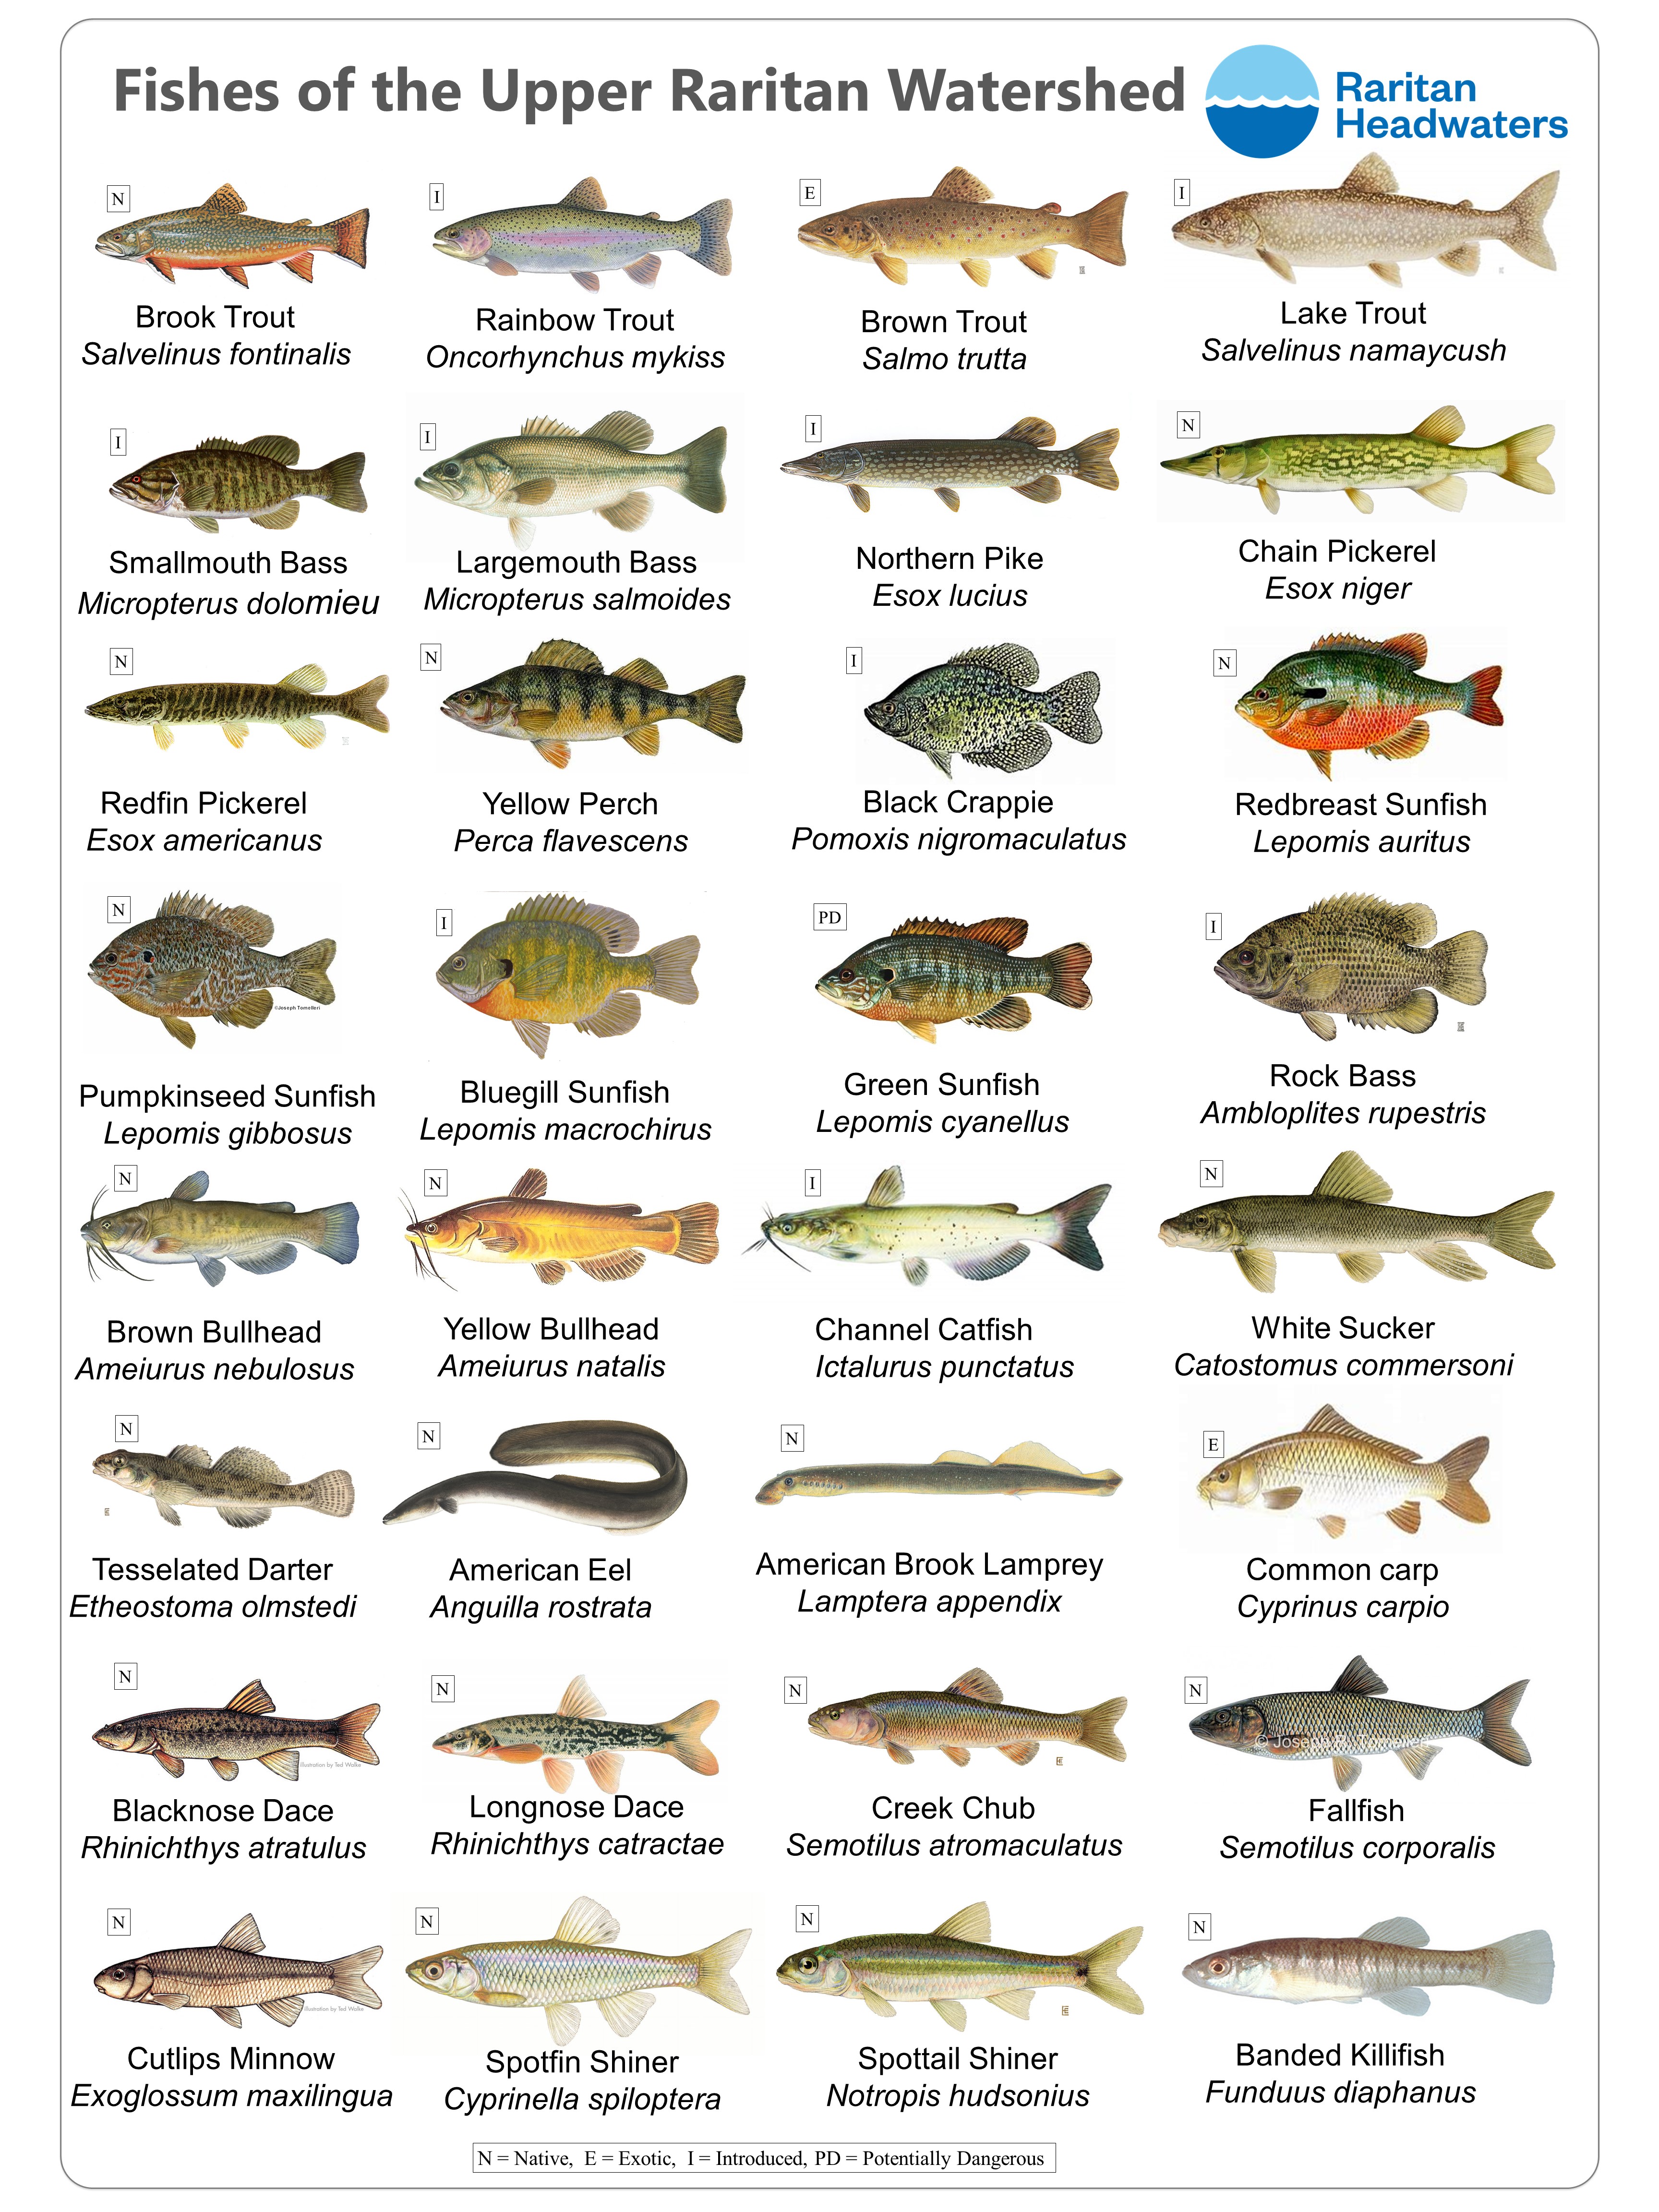 Fishes of the Upper Raritan Watershed
Raritan
Headwaters
N
I
E
I
Brook Trout
Salvelinus fontinalis
Rainbow Trout
Oncorhynchus mykiss
Brown Trout
Salmo trutta
Lake Trout
Salvelinus namaycush
I
I
I
N
Smallmouth Bass
Micropterus dolomieu
Largemouth Bass
Micropterus salmoides
Northern Pike
Esox lucius
Chain Pickerel
Esox niger
N
N
I
N
Redfin Pickerel
Esox americanus
Yellow Perch
Perca flavescens
Black Crappie
Pomoxis nigromaculatus
Redbreast Sunfish
Lepomis auritus
N
I
PD
I
©Joseph Tomelleri
Pumpkinseed Sunfish
Lepomis gibbosus
Bluegill Sunfish
Lepomis macrochirus
Green Sunfish
Lepomis cyanellus
Rock Bass
Ambloplites rupestris
N
N
I
N
Brown Bullhead
Ameiurus nebulosus
Yellow Bullhead
Ameiurus natalis
Channel Catfish
Ictalurus punctatus
White Sucker
Catostomus commersoni
N
N
N
E
Tesselated Darter
Etheostoma olmstedi
American Eel
Anguilla rostrata
American Brook Lamprey
Lamptera appendix
Common carp
Cyprinus carpio
N
N
N
N
Illustration by Ted Walke
© Joseph R. Tomelleri
Blacknose Dace
Rhinichthys atratulus
Longnose Dace
Rhinichthys catractae
Creek Chub
Semotilus atromaculatus
Fallfish
Semotilus corporalis
N
N
N
N
Illustration by Ted Walke
Cutlips Minnow
Exoglossum maxilingua
Spotfin Shiner
Cyprinella spiloptera
Spottail Shiner
Notropis hudsonius
Banded Killifish
Funduus diaphanus
N = Native, E = Exotic, I = Introduced, PD = Potentially Dangerous